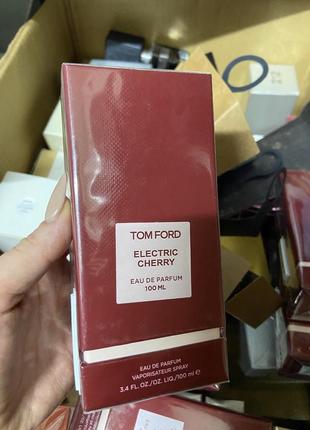 TOM FORD
ELECTRIC
CHERRY
EAU DE PARFUM
100 ML
EAU DE PARFUM
VAPORISATEUR SPRAY
3.4 FL. OZ./OZ. LIQ./100 ml ℮